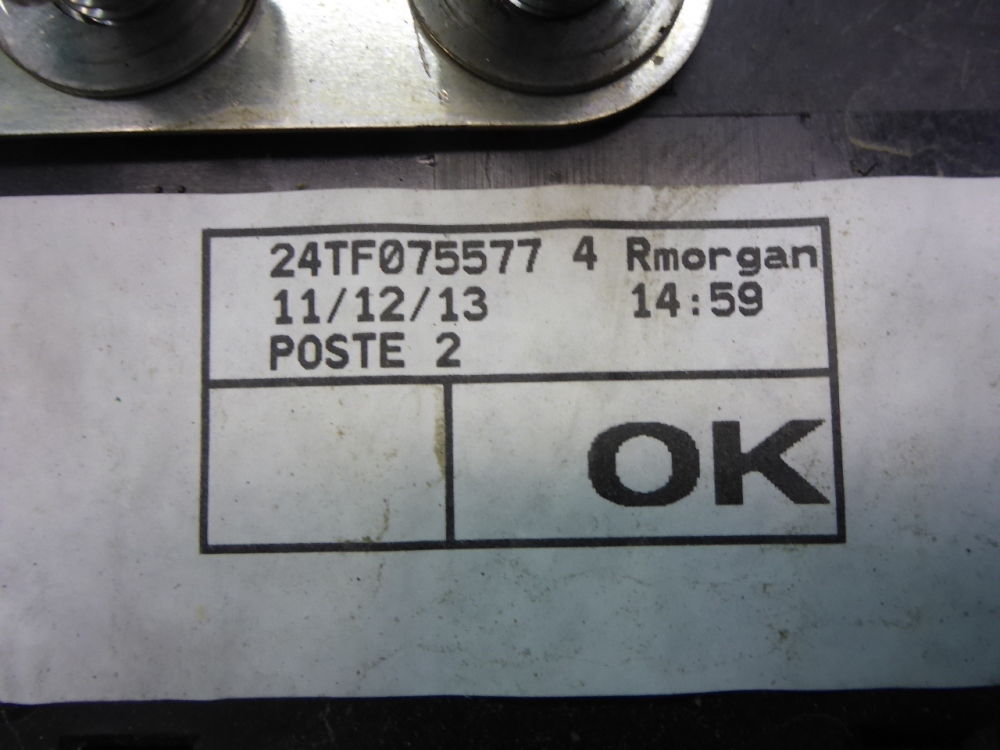 24TF075577 4 Rmorgan
11/12/13 14:59
POSTE 2
OK